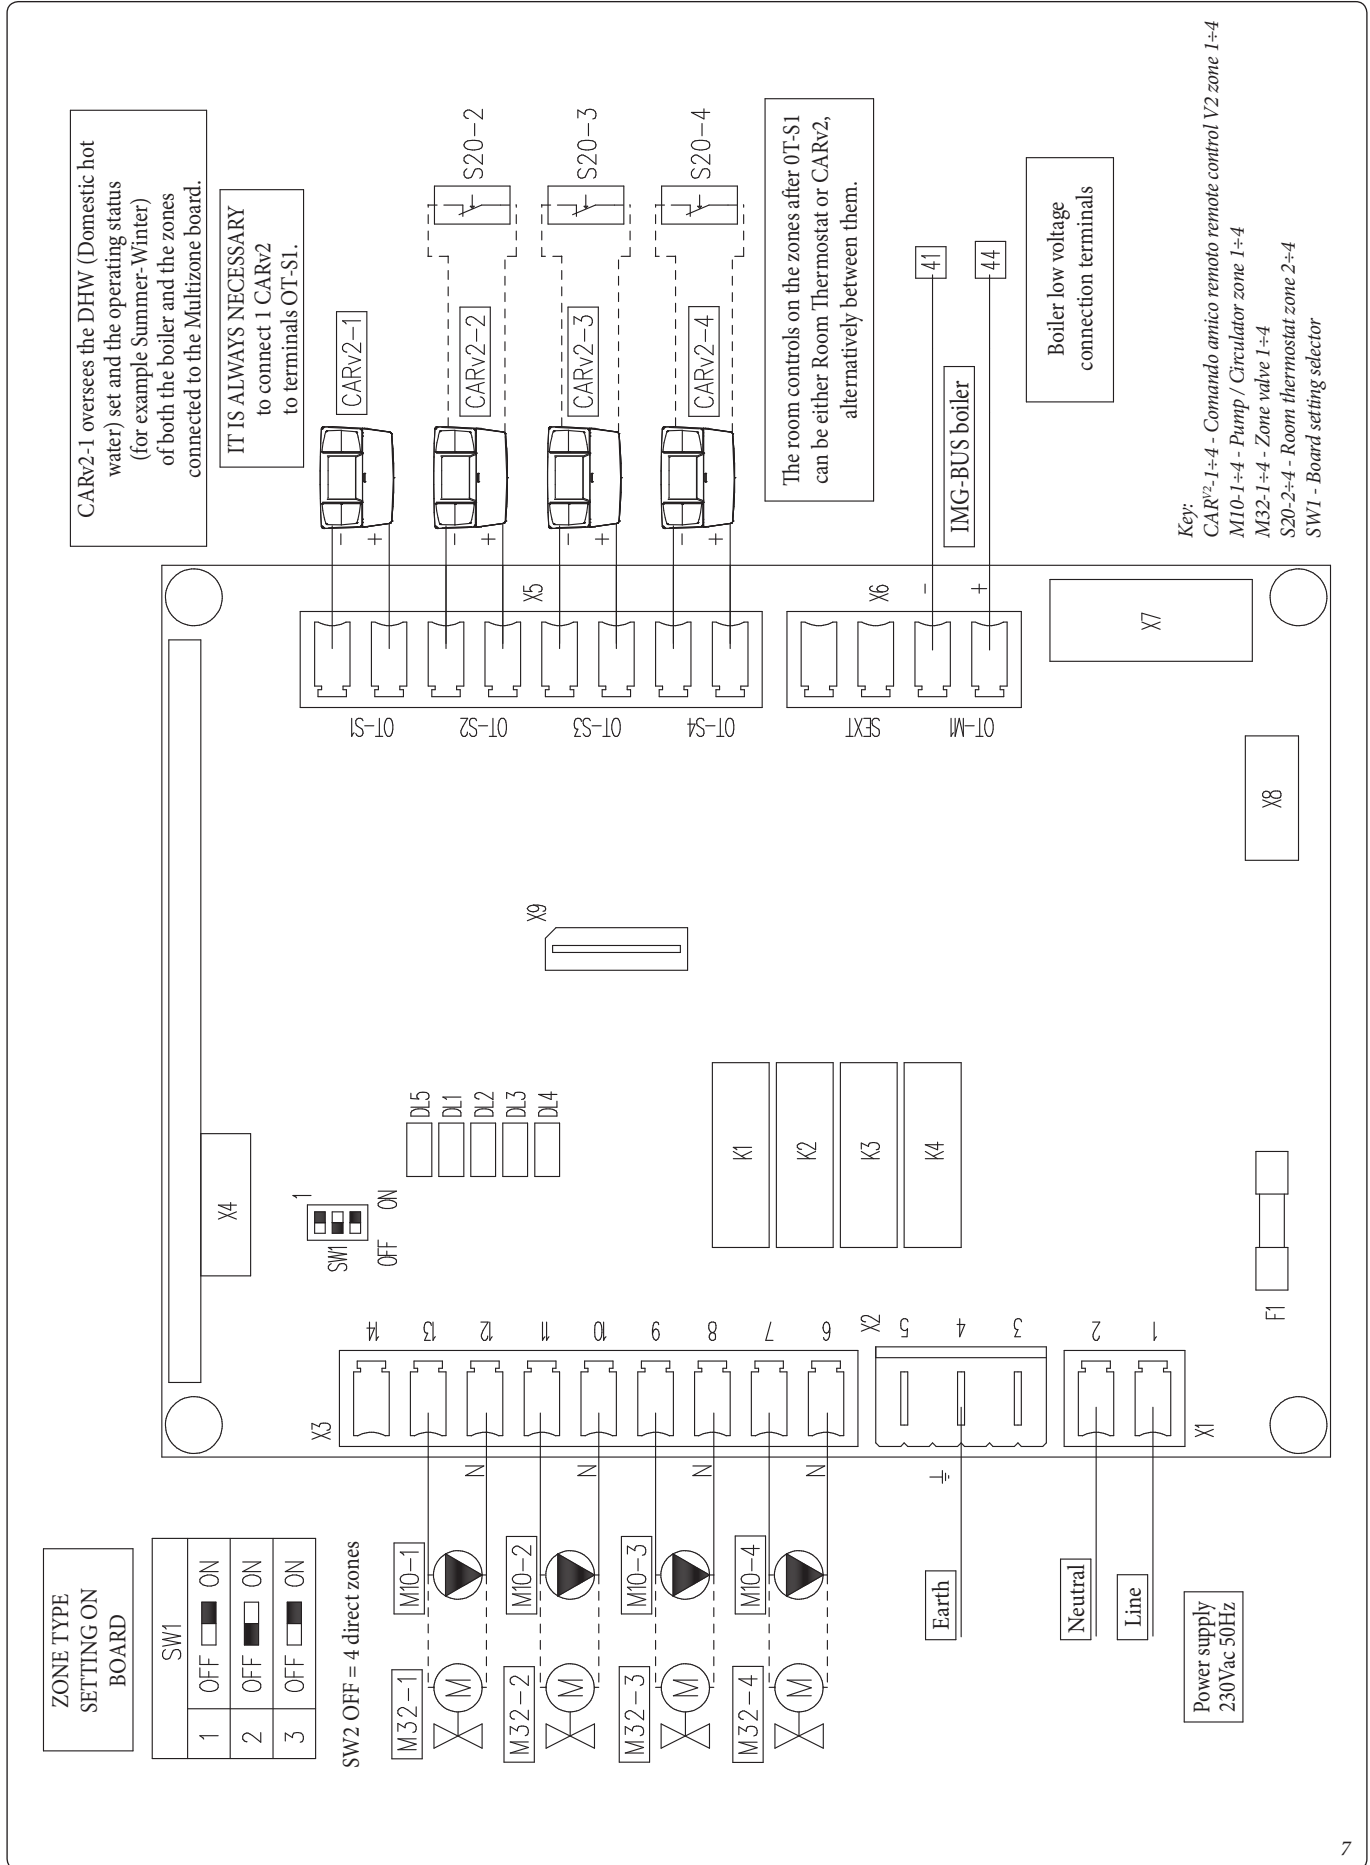 ZONE TYPE
SETTING ON
BOARD
SW1
1 OFF ON
2 OFF ON
3 OFF ON
SW2 OFF = 4 direct zones
M32-1
M10-1
M
N
M32-2
M10-2
M
N
M32-3
M10-3
M
N
M32-4
M10-4
M
N
Earth
Neutral
Line
Power supply
230Vac 50Hz
X3
14
13
12
11
10
9
8
7
6
X2
5
4
3
2
1
X1
F1
X4
SW1
1
OFF ON
DL5
DL1
DL2
DL3
DL4
K1
K2
K3
K4
X9
X8
X7
OT-S1
OT-S2
OT-S3
OT-S4
X5
SEXT
OT-M1
X6
-
+
CARv2-1 oversees the DHW (Domestic hot
water) set and the operating status
(for example Summer-Winter)
of both the boiler and the zones
connected to the Multizone board.
IT IS ALWAYS NECESSARY
to connect 1 CARv2
to terminals OT-S1.
-
+
CARv2-1
-
+
CARv2-2
S20-2
-
+
CARv2-3
S20-3
-
+
CARv2-4
S20-4
The room controls on the zones after 0T-S1
can be either Room Thermostat or CARv2,
alternatively between them.
IMG-BUS boiler
41
44
Boiler low voltage
connection terminals
Key:
CARV2-1÷4 - Comando amico remoto remote control V2 zone 1÷4
M10-1÷4 - Pump / Circulator zone 1÷4
M32-1÷4 - Zone valve 1÷4
S20-2÷4 - Room thermostat zone 2÷4
SW1 - Board setting selector
7